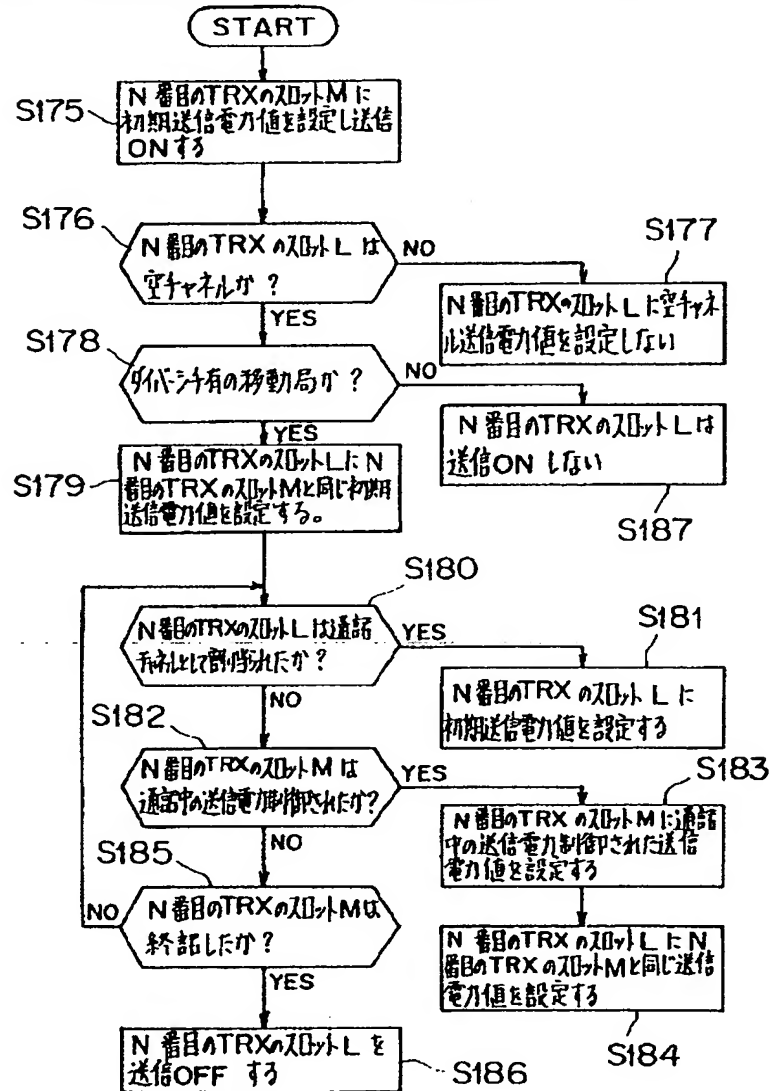 START
S175
N番目のTRXのスロットMに
初期送信電力値を設定し送信
ONする
S176
N番目のTRXのスロットLは
空チャネルか?
NO
YES
S177
N番目のTRXのスロットLに空チャネ
ル送信電力値を設定しない
S178
ダイバーシチ有の移動局か?
NO
YES
N番目のTRXのスロットLは
送信ONしない
S187
S179
N番目のTRXのスロットLにN
番目のTRXのスロットMと同じ初期
送信電力値を設定する。
S180
N番目のTRXのスロットLは通話
チャネルとして割り当られたか?
YES
NO
S181
N番目のTRXのスロットLに
初期送信電力値を設定する
S182
N番目のTRXのスロットMは
通話中の送信電力制御されたか?
YES
NO
S183
N番目のTRXのスロットMに通話
中の送信電力制御された送信
電力値を設定する
S185
N番目のTRXのスロットMは
終話したか?
NO
YES
N番目のTRXのスロットLにN
番目のTRXのスロットMと同じ送信
電力値を設定する
S184
N番目のTRXのスロットLを
送信OFFする
S186